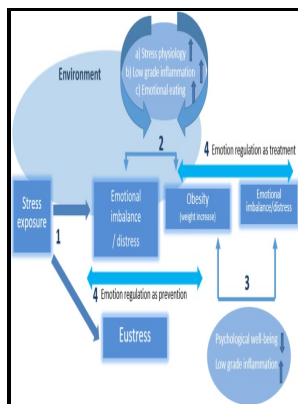 a) Stress physiology
b) Low grade inflammation
c) Emotional eating
Environment
2
4 Emotion regulation as treatment
Stress
exposure
1
Emotional
imbalance
/ distress
Obesity
(weight increase)
Emotional
imbalance/distress
4 Emotion regulation as prevention
3
Eustress
Psychological well-being
Low grade inflammation